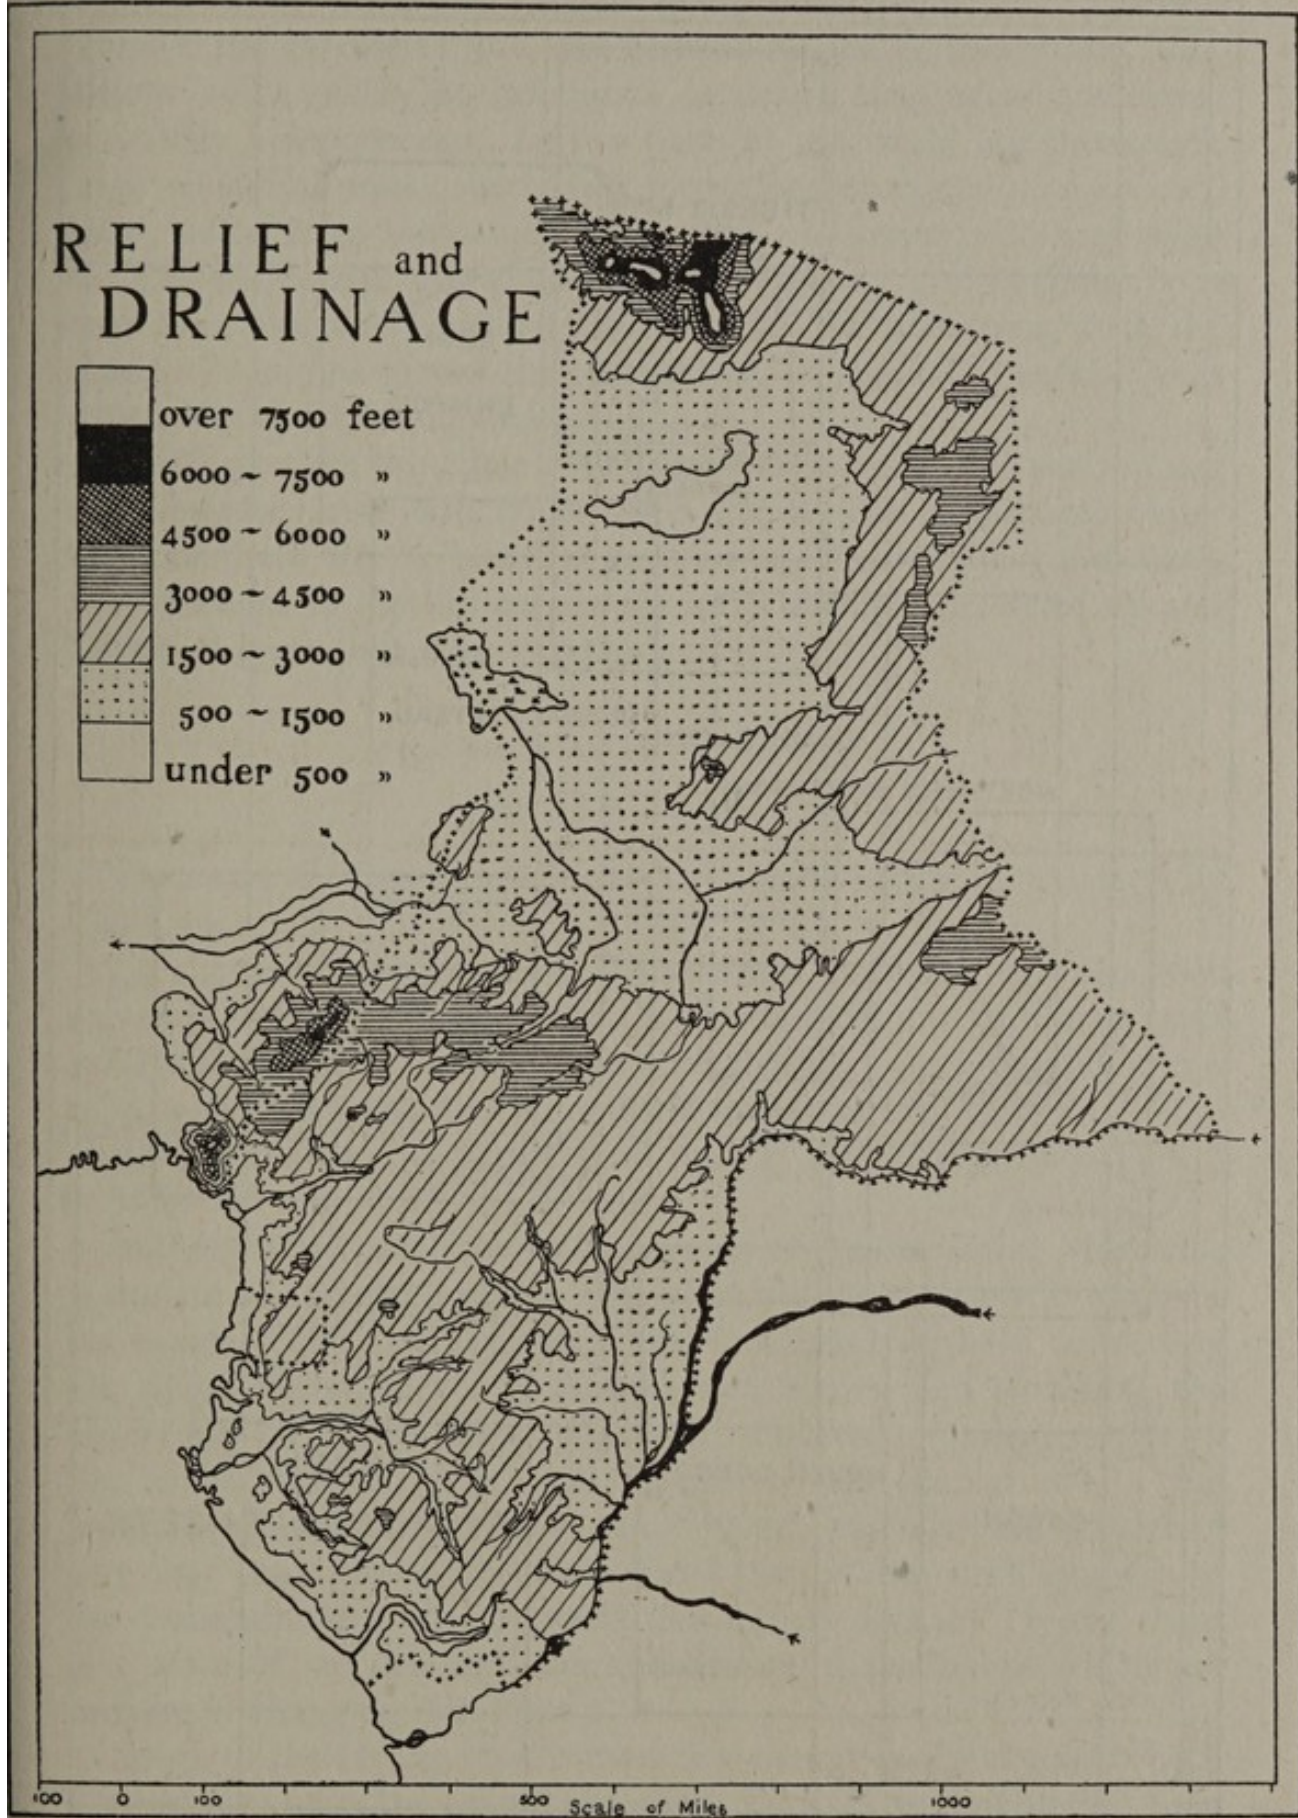 RELIEF and
DRAINAGE
over 7500 feet
6000 ~ 7500 "
4500 ~ 6000 "
3000 ~ 4500 "
1500 ~ 3000 "
500 ~ 1500 "
under 500 "
100 0 100 500 1000
Scale of Miles